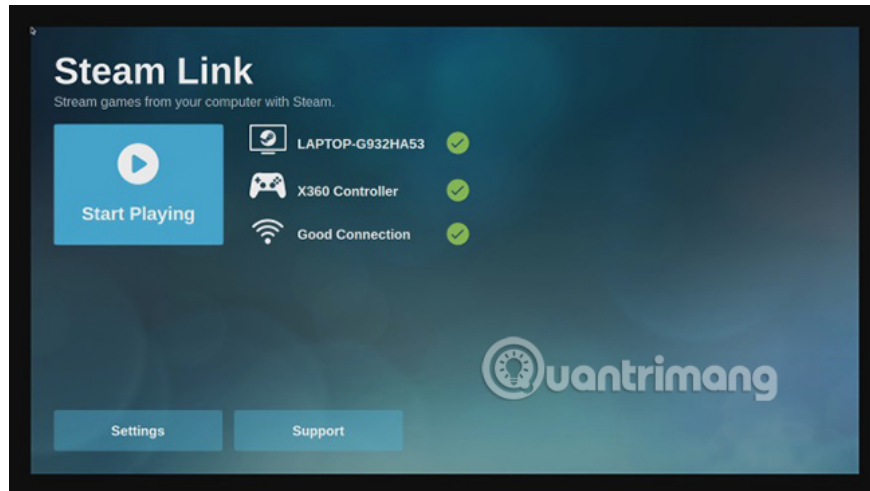 Steam Link
Stream games from your computer with Steam.
Start Playing
LAPTOP-G932HA53
X360 Controller
Good Connection
Quantrimang
Settings
Support